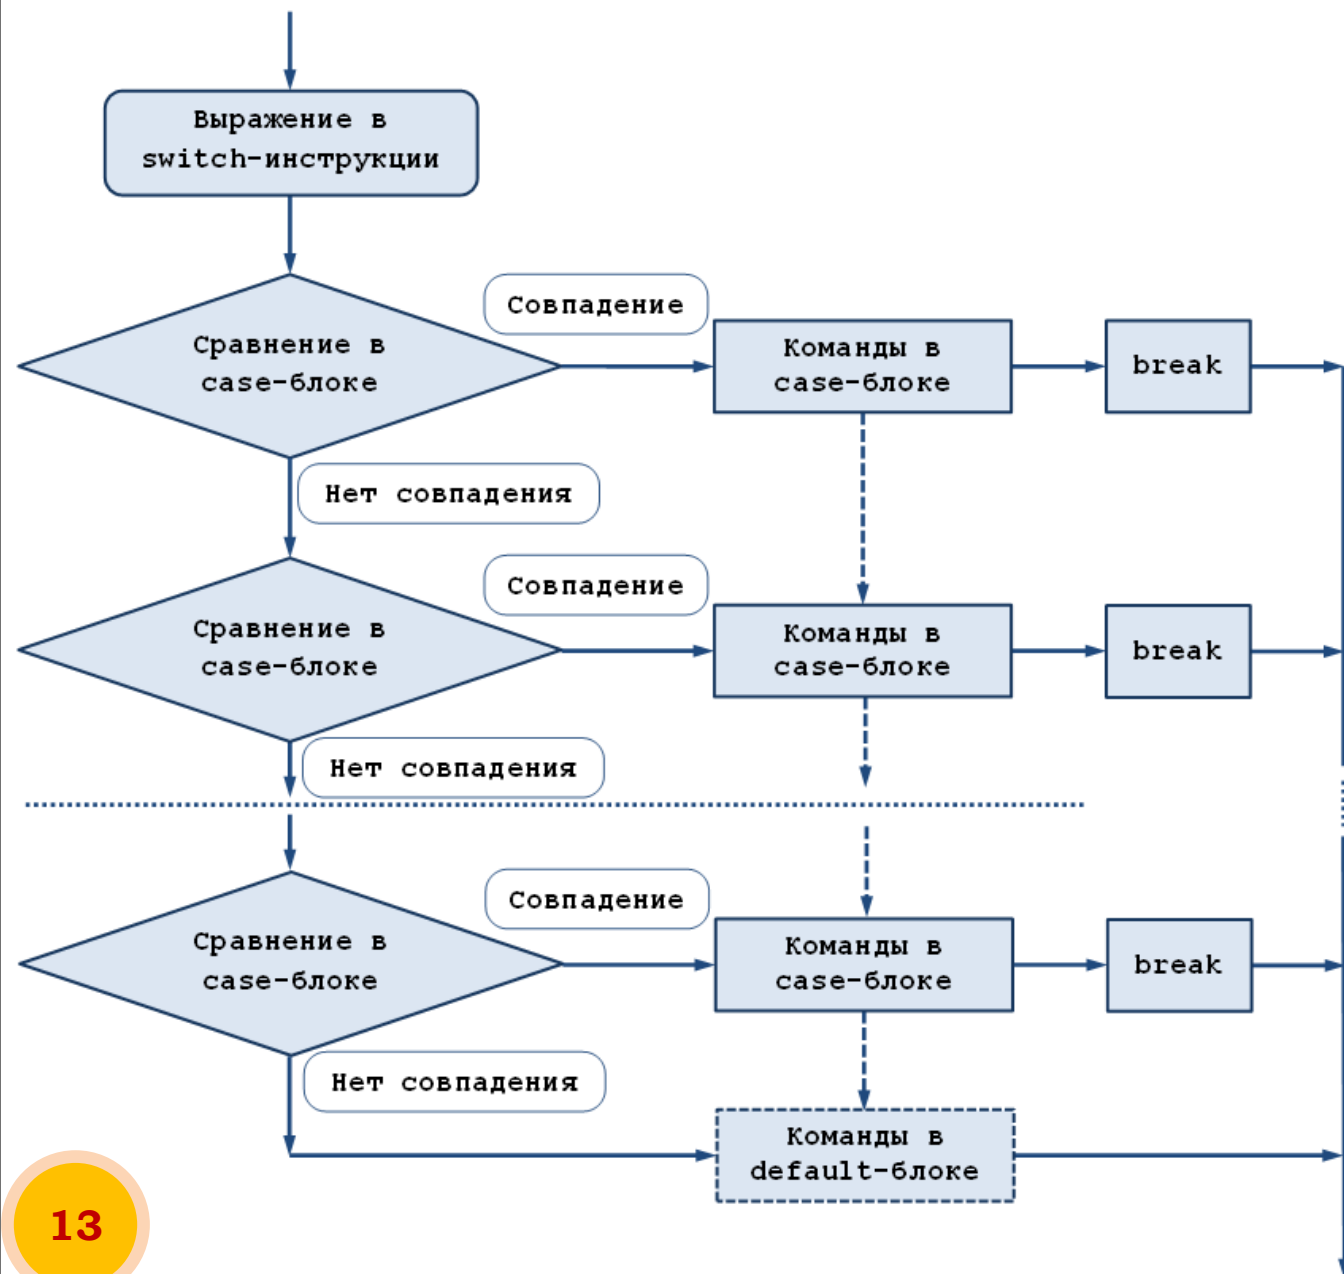 Выражение в
switch-инструкции
Совпадение
Сравнение в
case-блоке
Команды в
case-блоке
break
Нет совпадения
Совпадение
Сравнение в
case-блоке
Команды в
case-блоке
break
Нет совпадения
Совпадение
Сравнение в
case-блоке
Команды в
case-блоке
break
Нет совпадения
Команды в
default-блоке
13